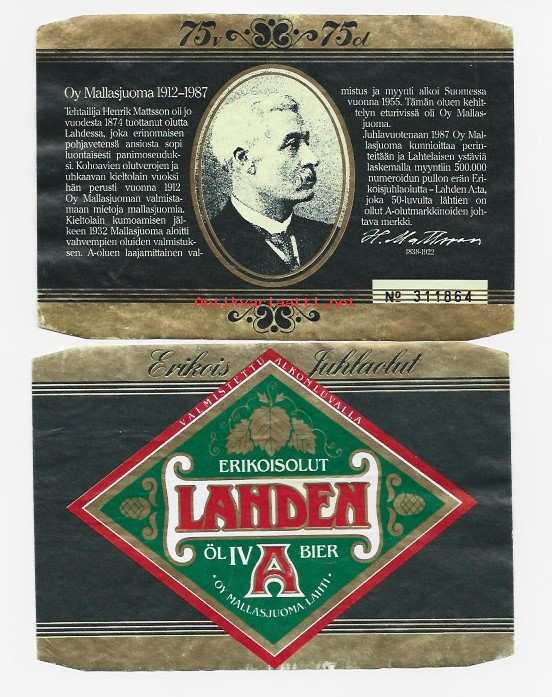 75v 75cl
Oy Mallasjuoma 1912–1987
Tehtailija Henrik Mattsson oli jo
vuodesta 1874 tuottanut olutta
Lahdessa, joka erinomaisen
pohjavetensä ansiosta sopi
luontaisesti panimoseuduk-
si. Kohoavien olutverojen ja
uhkaavan kieltolain vuoksi
hän perusti vuonna 1912
Oy Mallasjuoman valmista-
maan mietoja mallasjuomia.
Kieltolain kumoamisen jäl-
keen 1932 Mallasjuoma aloitti
vahvempien oluiden valmistuk-
sen. A-oluen laajamittainen val-
mistus ja myynti alkoi Suomessa
vuonna 1955. Tämän oluen kehit-
telyn eturivissä oli Oy Mallas-
juoma.
Juhlavuotenaan 1987 Oy Mal-
lasjuoma kunnioittaa perin-
teitään ja Lahtelaisen ystäviä
laskemalla myyntiin 500.000
numeroidun pullon erän Eri-
koisjuhlaolutta – Lahden A:ta,
joka 50-luvulta lähtien on
ollut A-olutmarkkinoiden joh-
tava merkki.
H. Mattsson
1838-1922
Antikvariaatti.net
№ 311864
Erikois Juhlaolut
VALMISTETTU ALKON LUVALLA
ERIKOISOLUT
LAHDEN
ÖL IV A BIER
· OY MALLASJUOMA, LAHTI ·